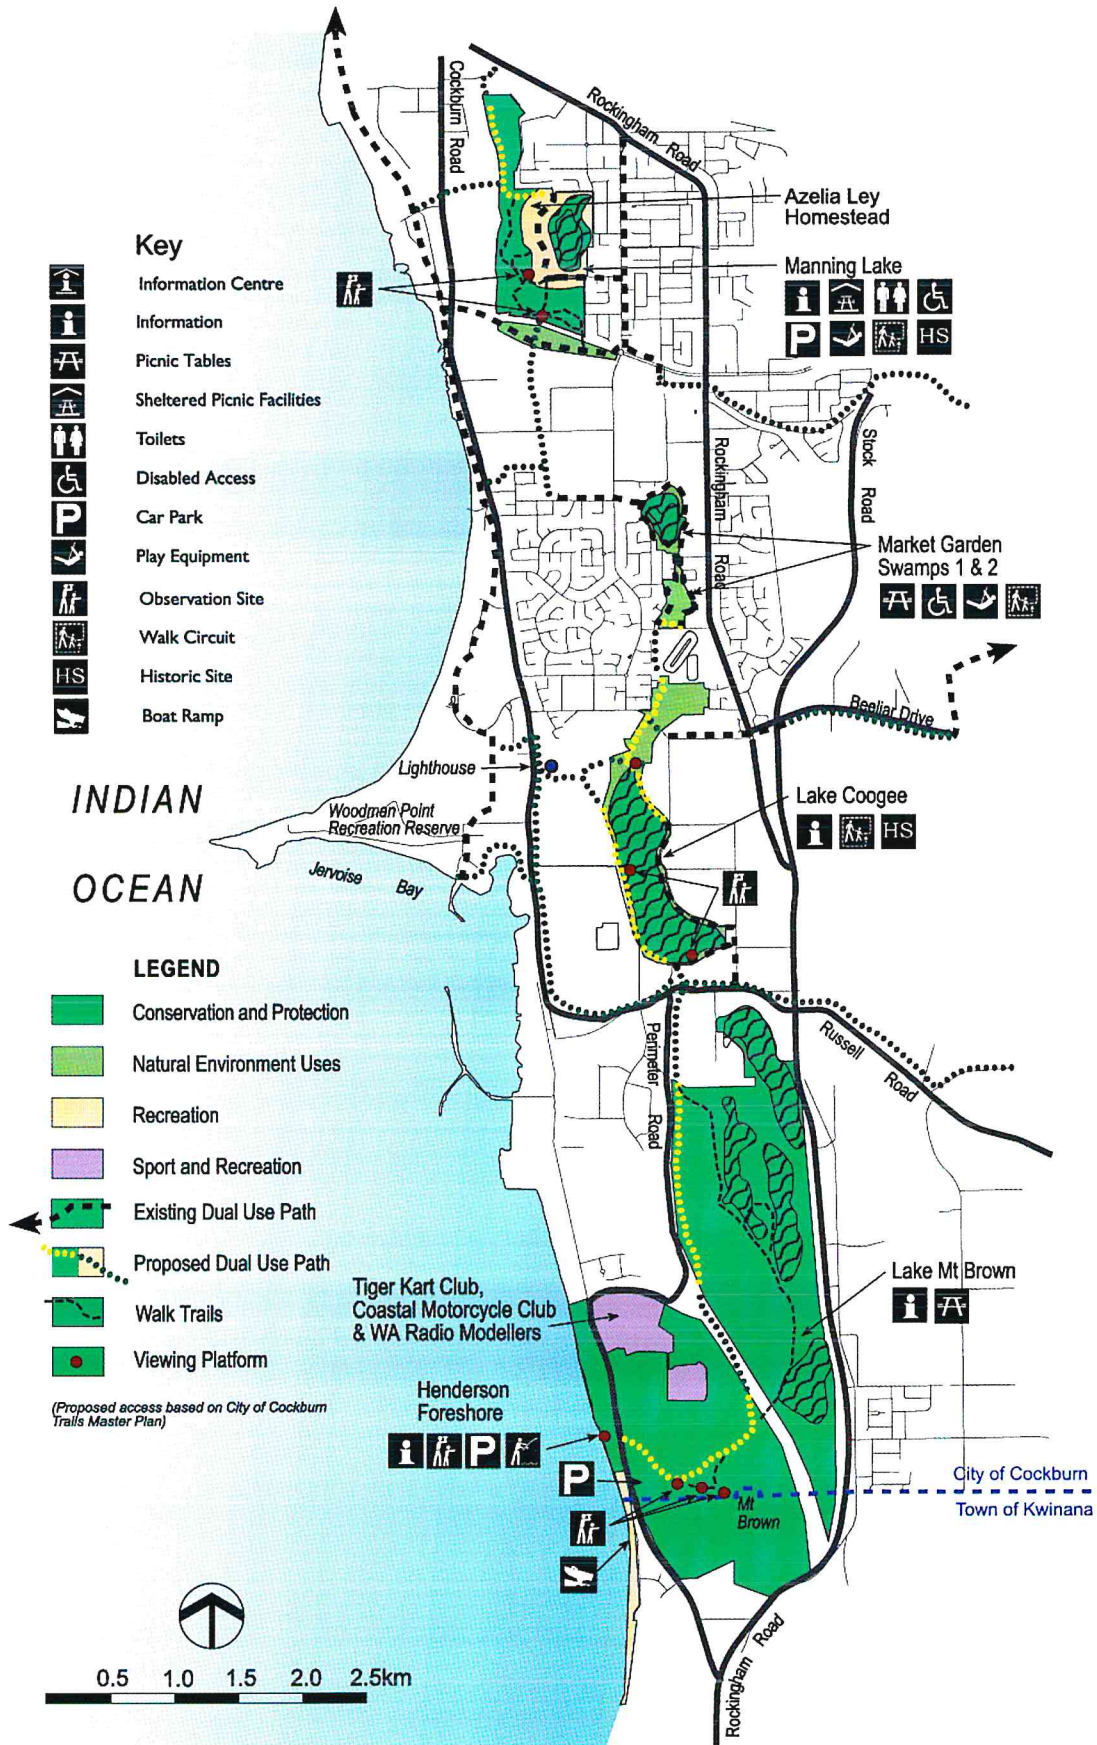 Cockburn
Road
Rockingham
Road
Azelia Ley
Homestead
Key
Information Centre
Information
Picnic Tables
Sheltered Picnic Facilities
Toilets
Disabled Access
P
Car Park
Play Equipment
Observation Site
Walk Circuit
HS
Historic Site
Boat Ramp
Manning Lake
P
HS
Stock
Road
Rockingham
Road
Market Garden
Swamps 1 & 2
Beeliar Drive
Lighthouse
INDIAN
OCEAN
Woodman Point
Recreation Reserve
Jervoise Bay
Lake Coogee
HS
LEGEND
Conservation and Protection
Natural Environment Uses
Recreation
Sport and Recreation
Existing Dual Use Path
Proposed Dual Use Path
Walk Trails
Viewing Platform
(Proposed access based on City of Cockburn
Trails Master Plan)
Perimeter
Road
Russell
Road
Tiger Kart Club,
Coastal Motorcycle Club
& WA Radio Modellers
Lake Mt Brown
Henderson
Foreshore
P
P
Mt
Brown
City of Cockburn
Town of Kwinana
Rockingham Road
0.5 1.0 1.5 2.0 2.5km